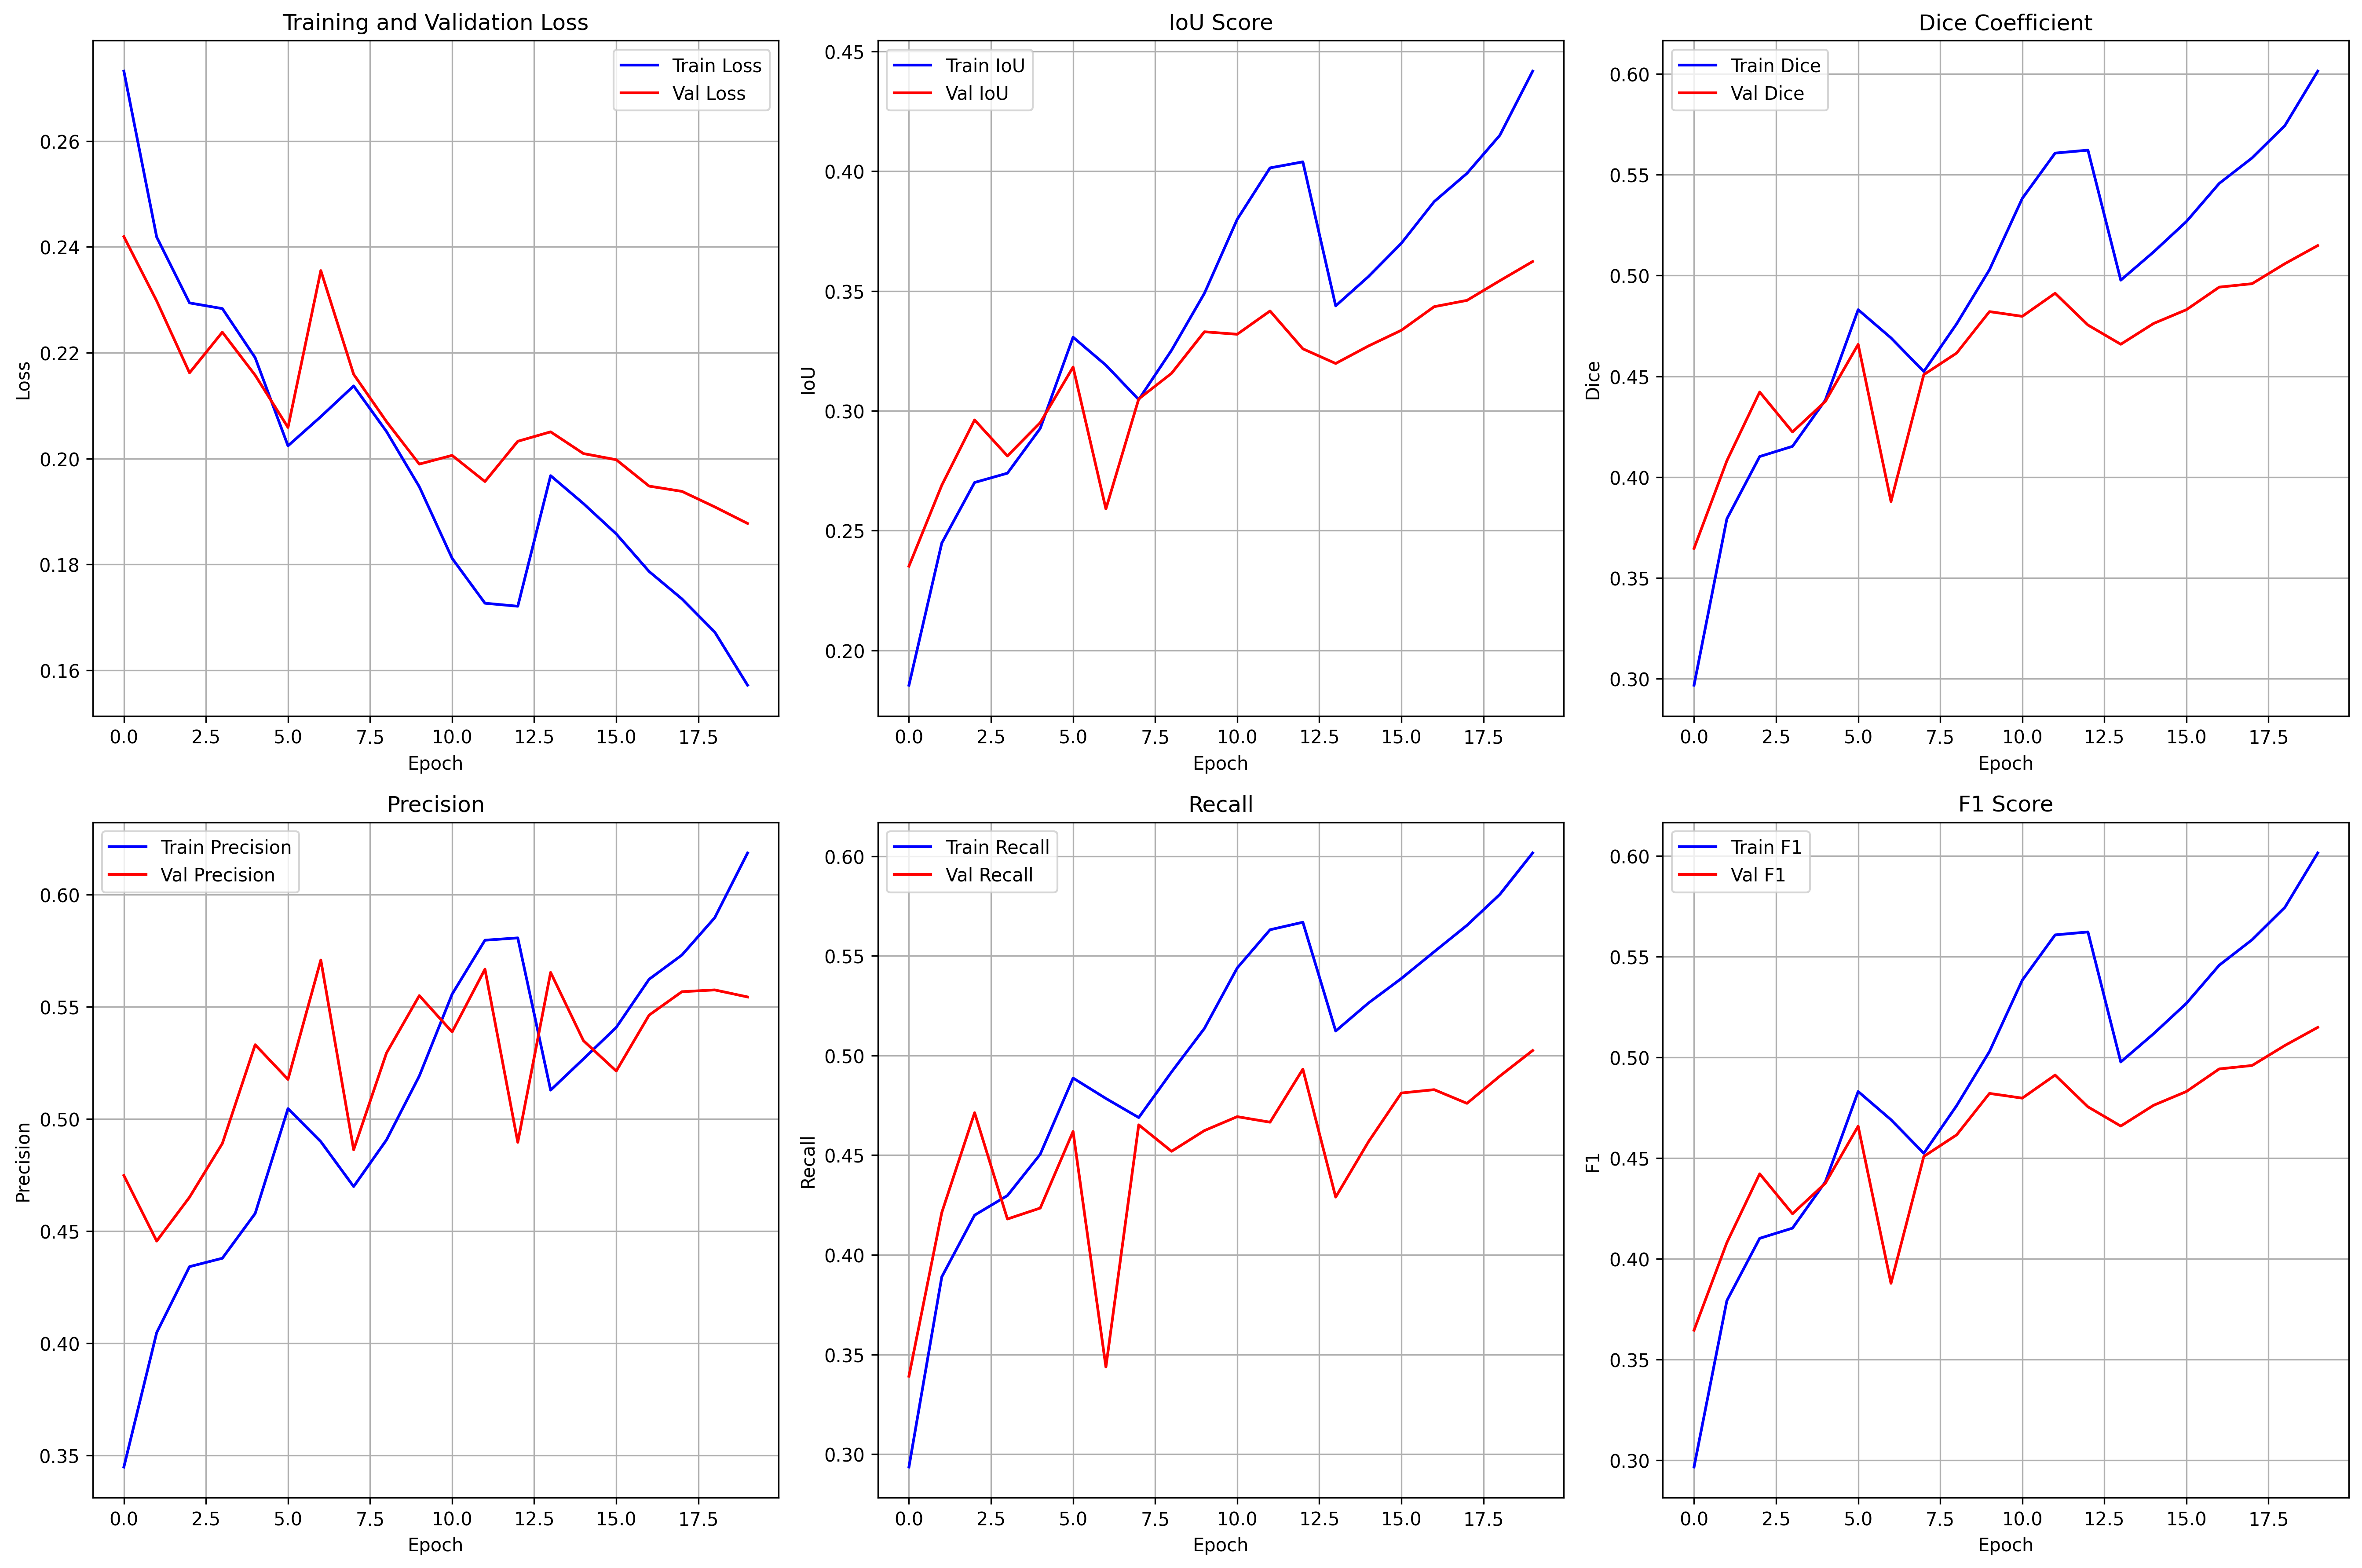 Training and Validation Loss
Train Loss
Val Loss
0.26
0.24
0.22
0.20
0.18
0.16
Loss
0.0 2.5 5.0 7.5 10.0 12.5 15.0 17.5
Epoch
IoU Score
Train IoU
Val IoU
0.45
0.40
0.35
0.30
0.25
0.20
IoU
0.0 2.5 5.0 7.5 10.0 12.5 15.0 17.5
Epoch
Dice Coefficient
Train Dice
Val Dice
0.60
0.55
0.50
0.45
0.40
0.35
0.30
Dice
0.0 2.5 5.0 7.5 10.0 12.5 15.0 17.5
Epoch
Precision
Train Precision
Val Precision
0.60
0.55
0.50
0.45
0.40
0.35
Precision
0.0 2.5 5.0 7.5 10.0 12.5 15.0 17.5
Epoch
Recall
Train Recall
Val Recall
0.60
0.55
0.50
0.45
0.40
0.35
0.30
Recall
0.0 2.5 5.0 7.5 10.0 12.5 15.0 17.5
Epoch
F1 Score
Train F1
Val F1
0.60
0.55
0.50
0.45
0.40
0.35
0.30
F1
0.0 2.5 5.0 7.5 10.0 12.5 15.0 17.5
Epoch